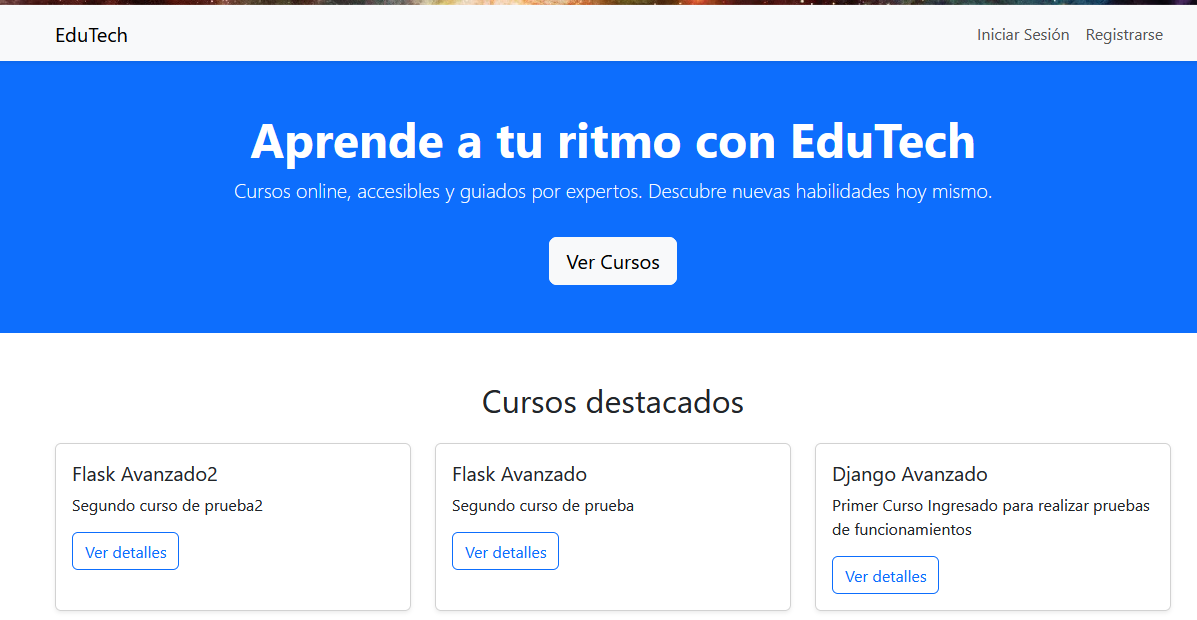 EduTech
Iniciar Sesión
Registrarse
Aprende a tu ritmo con EduTech
Cursos online, accesibles y guiados por expertos. Descubre nuevas habilidades hoy mismo.
Ver Cursos
Cursos destacados
Flask Avanzado2
Segundo curso de prueba2
Ver detalles
Flask Avanzado
Segundo curso de prueba
Ver detalles
Django Avanzado
Primer Curso Ingresado para realizar pruebas
de funcionamientos
Ver detalles